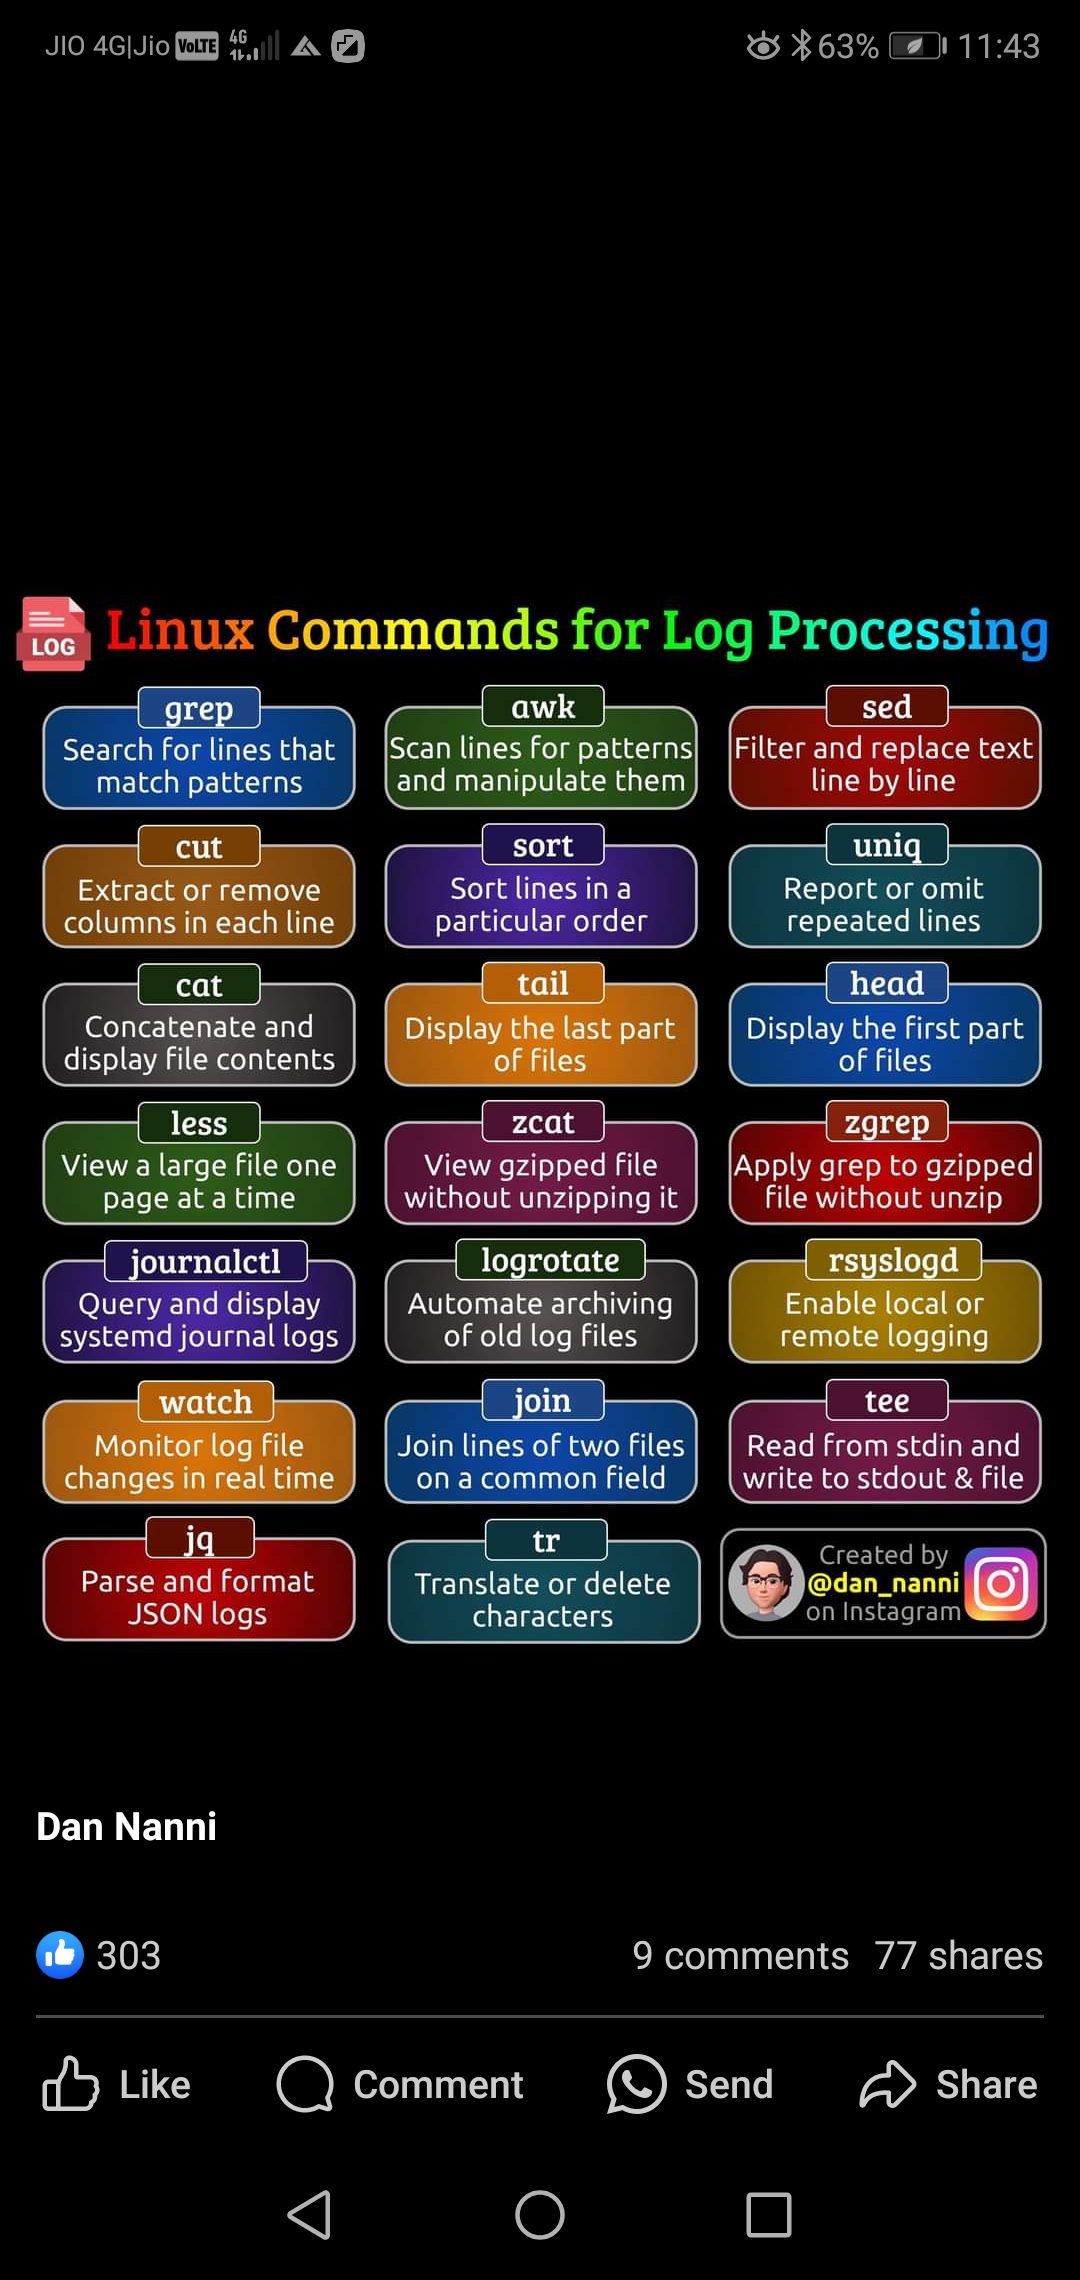 JIO 4G|Jio VoLTE 4G 63% 11:43
LOG Linux Commands for Log Processing
grep
Search for lines that
match patterns
awk
Scan lines for patterns
and manipulate them
sed
Filter and replace text
line by line
cut
Extract or remove
columns in each line
sort
Sort lines in a
particular order
uniq
Report or omit
repeated lines
cat
Concatenate and
display file contents
tail
Display the last part
of files
head
Display the first part
of files
less
View a large file one
page at a time
zcat
View gzipped file
without unzipping it
zgrep
Apply grep to gzipped
file without unzip
journalctl
Query and display
systemd journal logs
logrotate
Automate archiving
of old log files
rsyslogd
Enable local or
remote logging
watch
Monitor log file
changes in real time
join
Join lines of two files
on a common field
tee
Read from stdin and
write to stdout & file
jq
Parse and format
JSON logs
tr
Translate or delete
characters
Created by
@dan_nanni
on Instagram
Dan Nanni
303 9 comments 77 shares
Like Comment Send Share